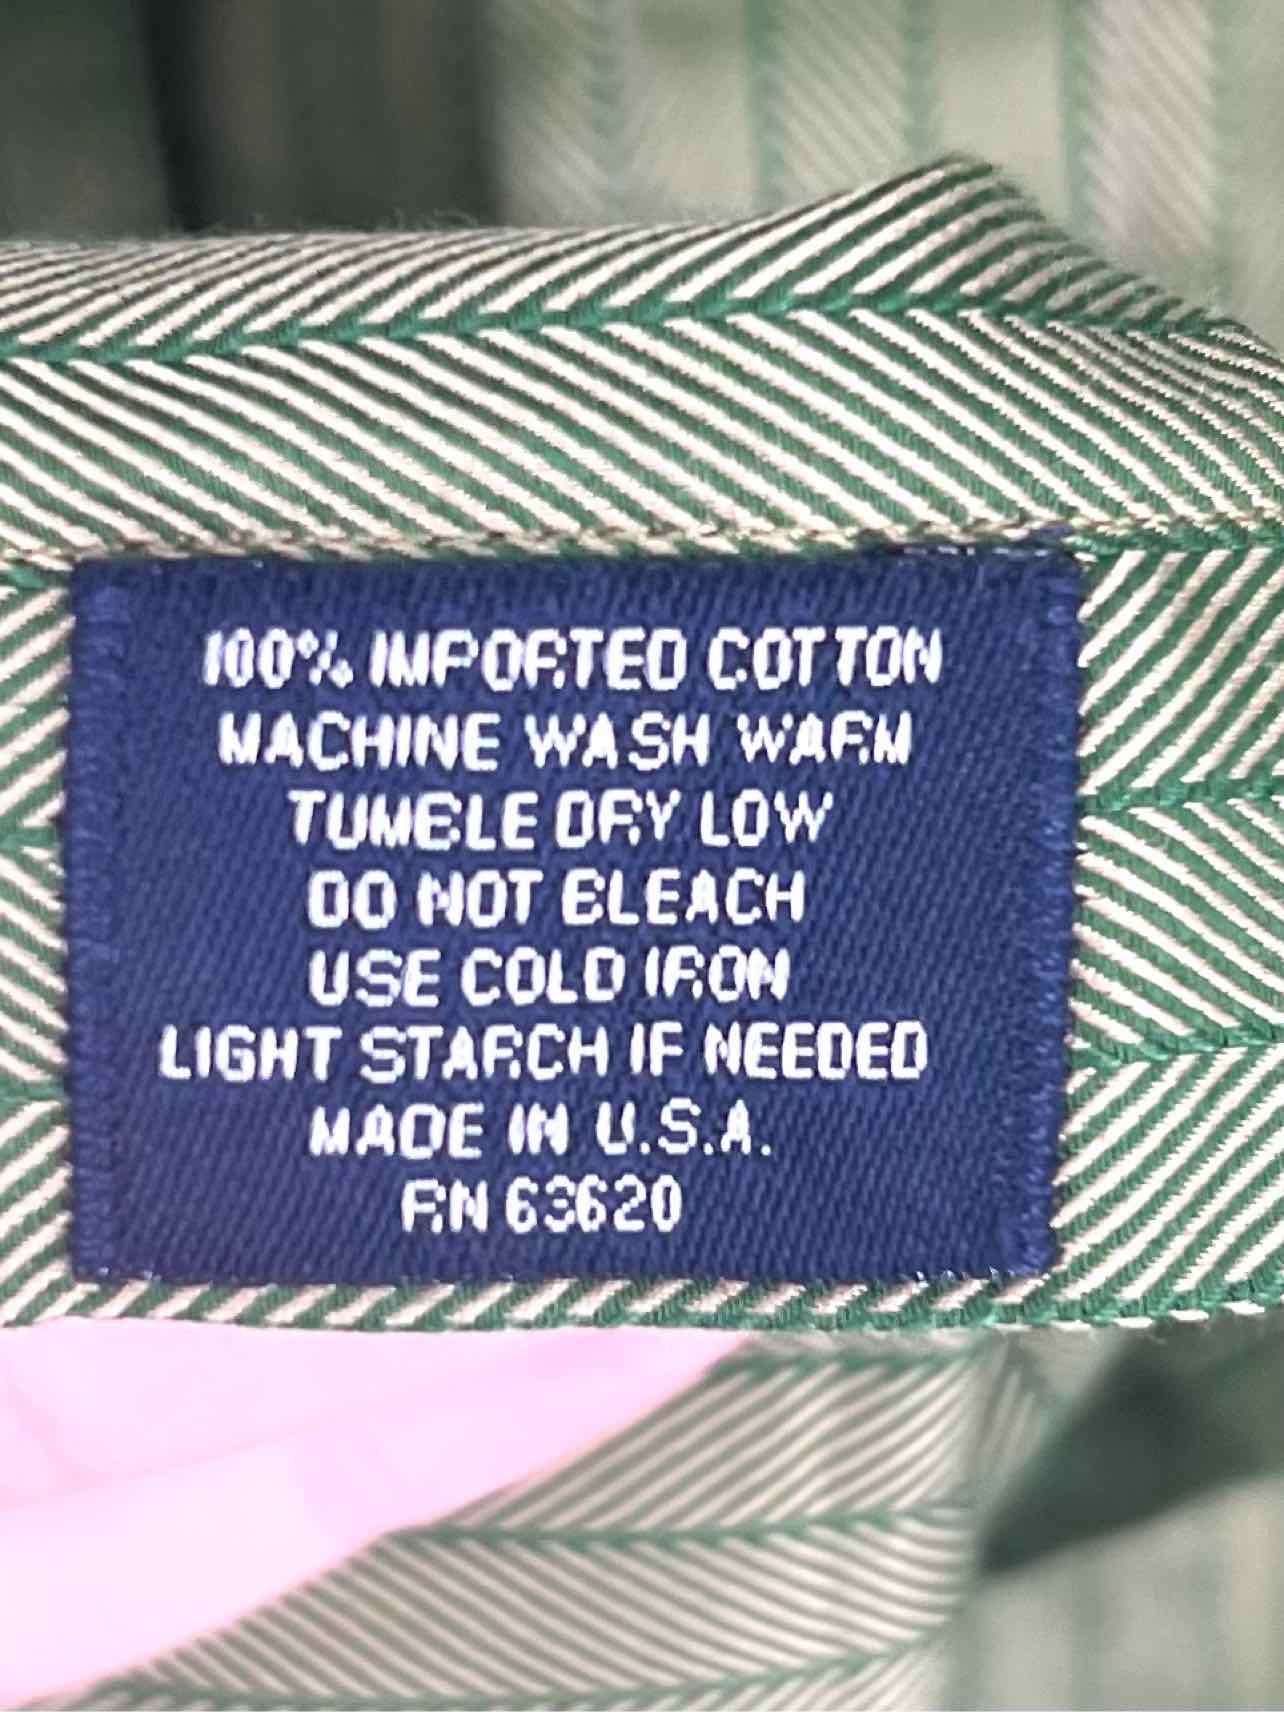 100% IMPORTED COTTON
MACHINE WASH WARM
TUMBLE DRY LOW
DO NOT BLEACH
USE COLD IRON
LIGHT STARCH IF NEEDED
MADE IN U.S.A.
RN 63620